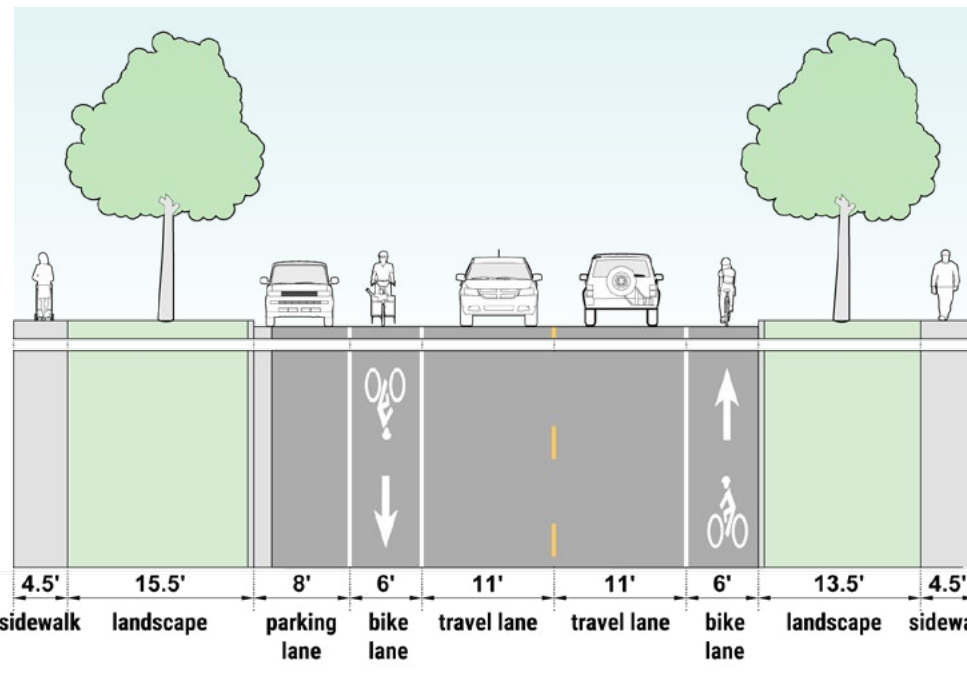 4.5' 15.5' 8' 6' 11' 11' 6' 13.5' 4.5'
sidewalk landscape parking bike travel lane travel lane bike landscape sidewa
lane lane lane